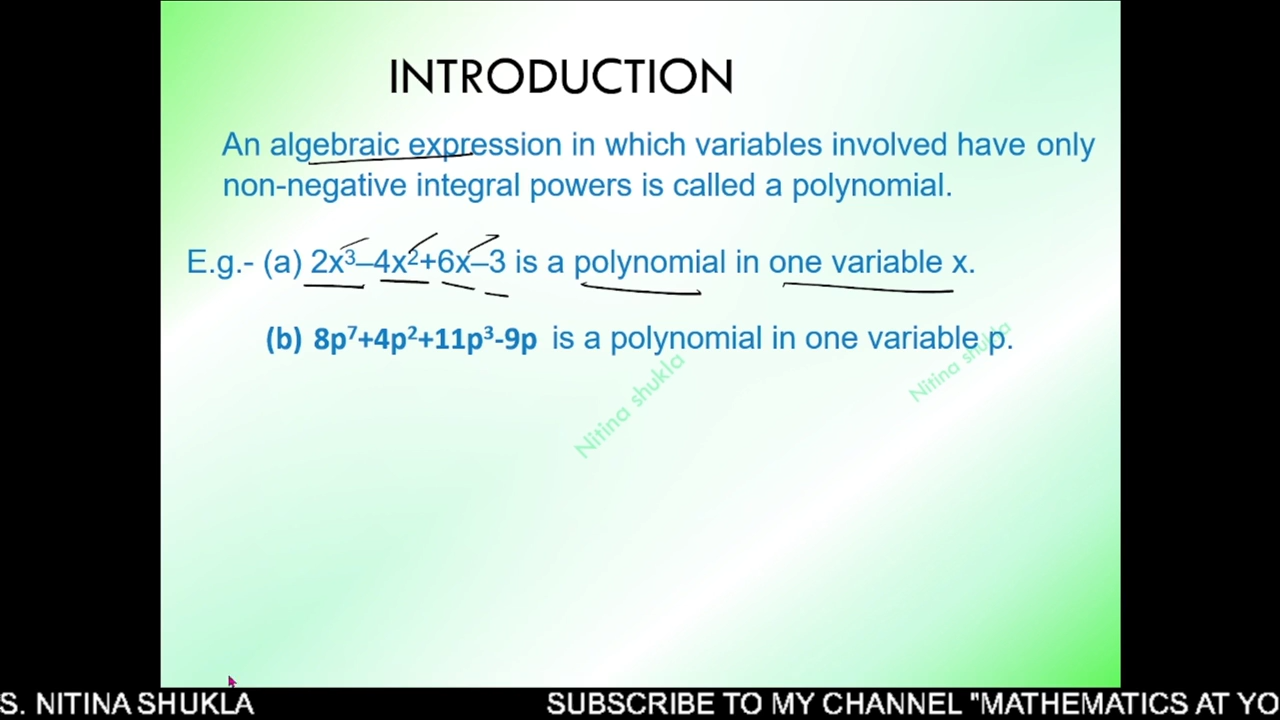 INTRODUCTION
An algebraic expression in which variables involved have only
non-negative integral powers is called a polynomial.
E.g.- (a) 2x³–4x²+6x–3 is a polynomial in one variable x.
(b) 8p⁷+4p²+11p³-9p is a polynomial in one variable p.
Nitina shukla
Nitina shukla
S. NITINA SHUKLA SUBSCRIBE TO MY CHANNEL "MATHEMATICS AT YO